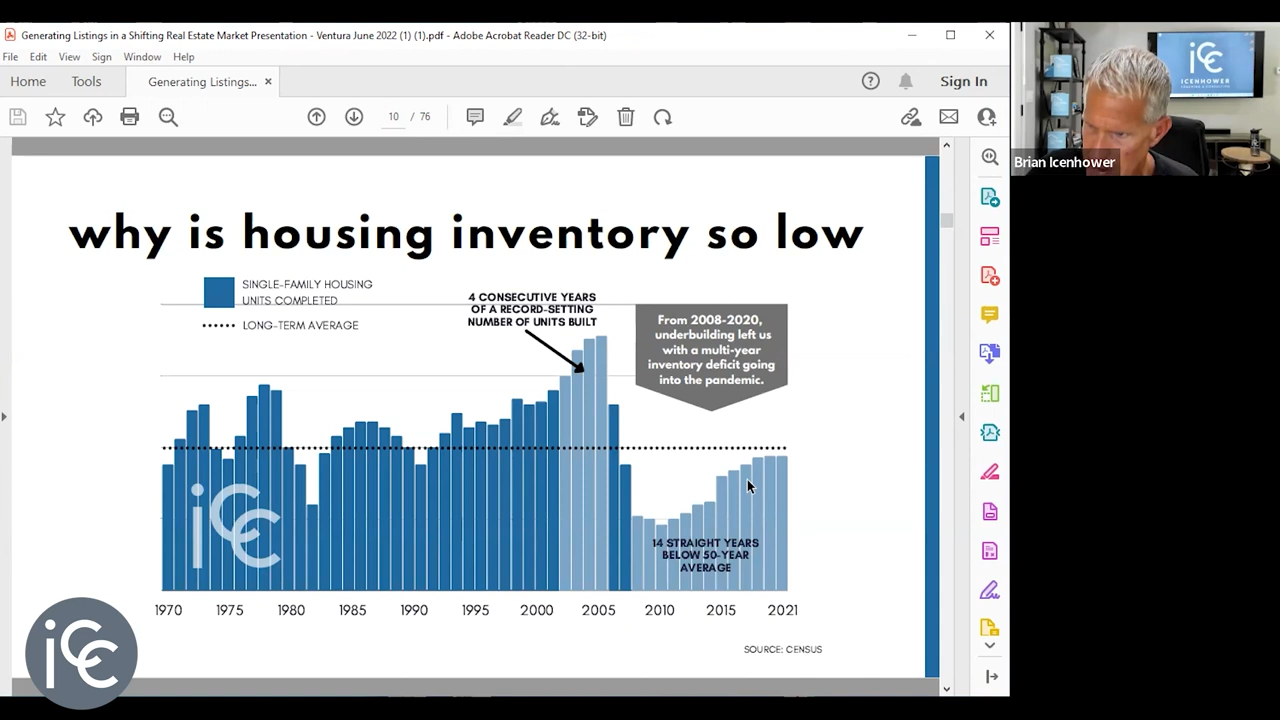 Generating Listings in a Shifting Real Estate Market Presentation - Ventura June 2022 (1) (1).pdf - Adobe Acrobat Reader DC (32-bit)
File Edit View Sign Window Help
Home Tools Generating Listings... × Sign In
10 / 76
why is housing inventory so low
SINGLE-FAMILY HOUSING
UNITS COMPLETED
LONG-TERM AVERAGE
4 CONSECUTIVE YEARS
OF A RECORD-SETTING
NUMBER OF UNITS BUILT
From 2008-2020,
underbuilding left us
with a multi-year
inventory deficit going
into the pandemic.
14 STRAIGHT YEARS
BELOW 50-YEAR
AVERAGE
1970 1975 1980 1985 1990 1995 2000 2005 2010 2015 2021
SOURCE: CENSUS
icc
icc
icc
ICENHOWER
Brian Icenhower